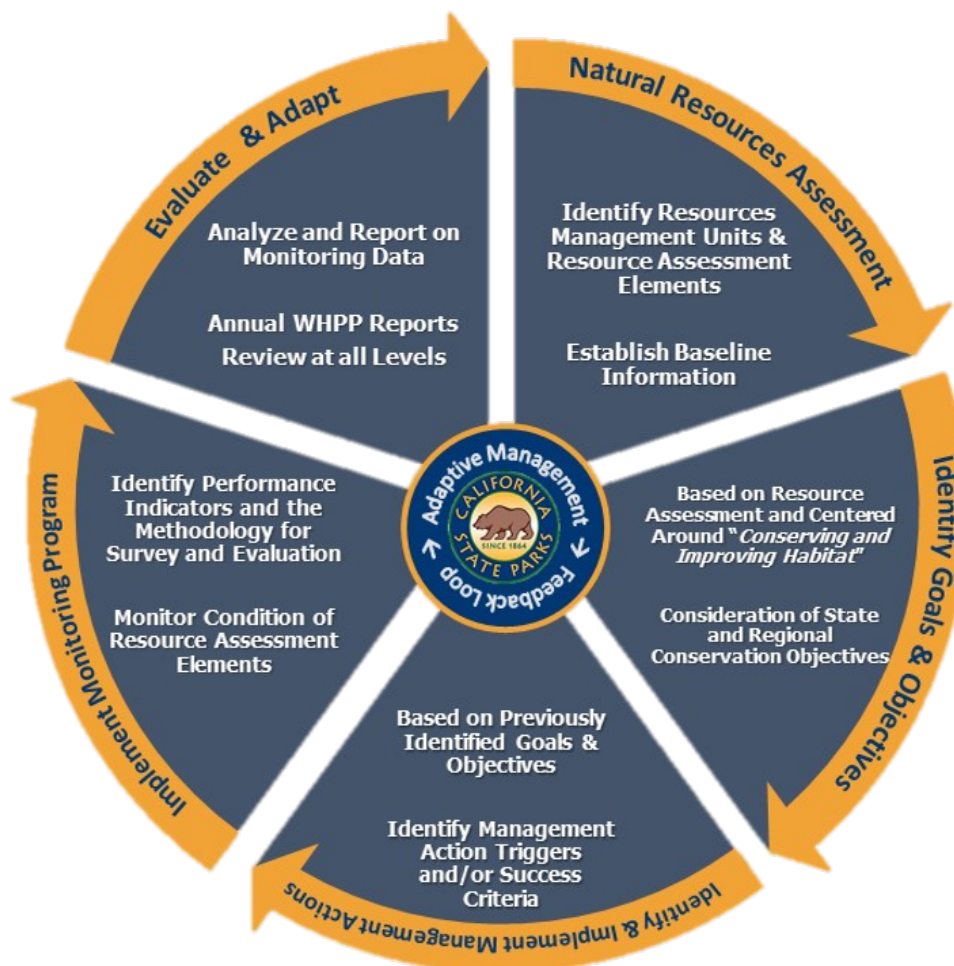 Natural Resources Assessment
Identify Resources
Management Units &
Resource Assessment
Elements
Establish Baseline
Information
Identify Goals & Objectives
Based on Resource
Assessment and Centered
Around "Conserving and
Improving Habitat"
Consideration of State
and Regional
Conservation Objectives
Identify & Implement Management Actions
Based on Previously
Identified Goals &
Objectives
Identify Management
Action Triggers
and/or Success
Criteria
Implement Monitoring Program
Identify Performance
Indicators and the
Methodology for
Survey and Evaluation
Monitor Condition of
Resource Assessment
Elements
Evaluate & Adapt
Analyze and Report on
Monitoring Data
Annual WHPP Reports
Review at all Levels
Adaptive Management
Feedback Loop
CALIFORNIA
SINCE 1864
STATE PARKS